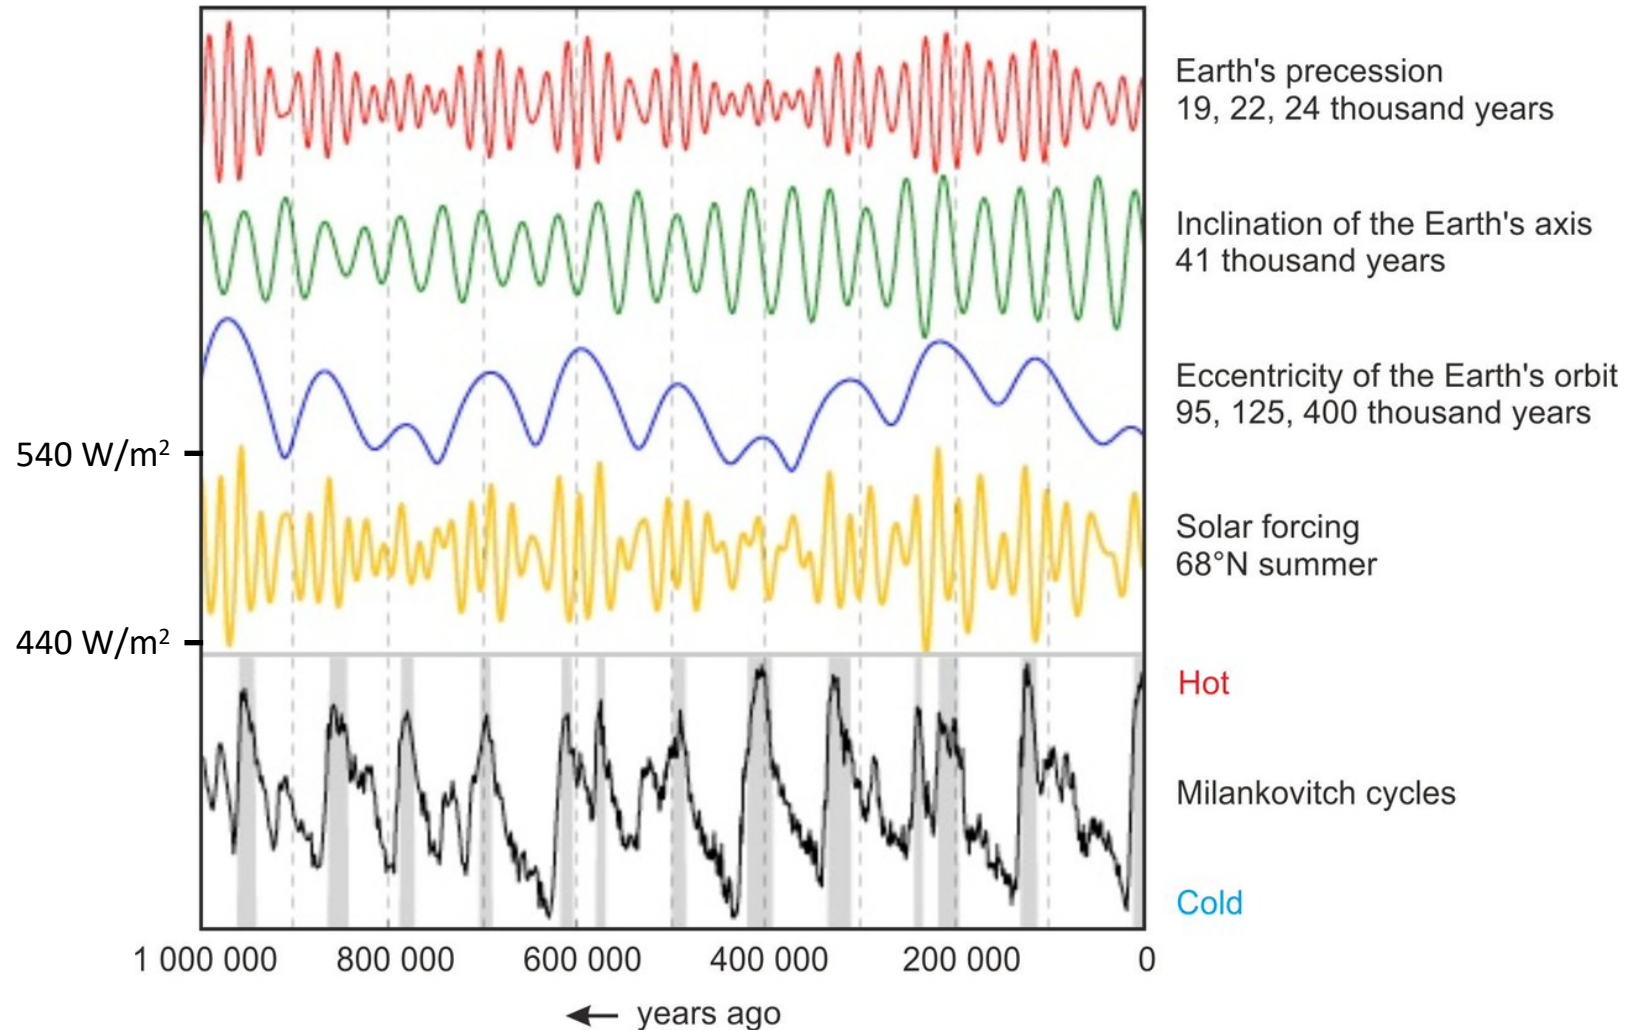 Earth's precession
19, 22, 24 thousand years
Inclination of the Earth's axis
41 thousand years
Eccentricity of the Earth's orbit
95, 125, 400 thousand years
540 W/m²
Solar forcing
68°N summer
440 W/m²
Hot
Milankovitch cycles
Cold
1 000 000 800 000 600 000 400 000 200 000 0
← years ago